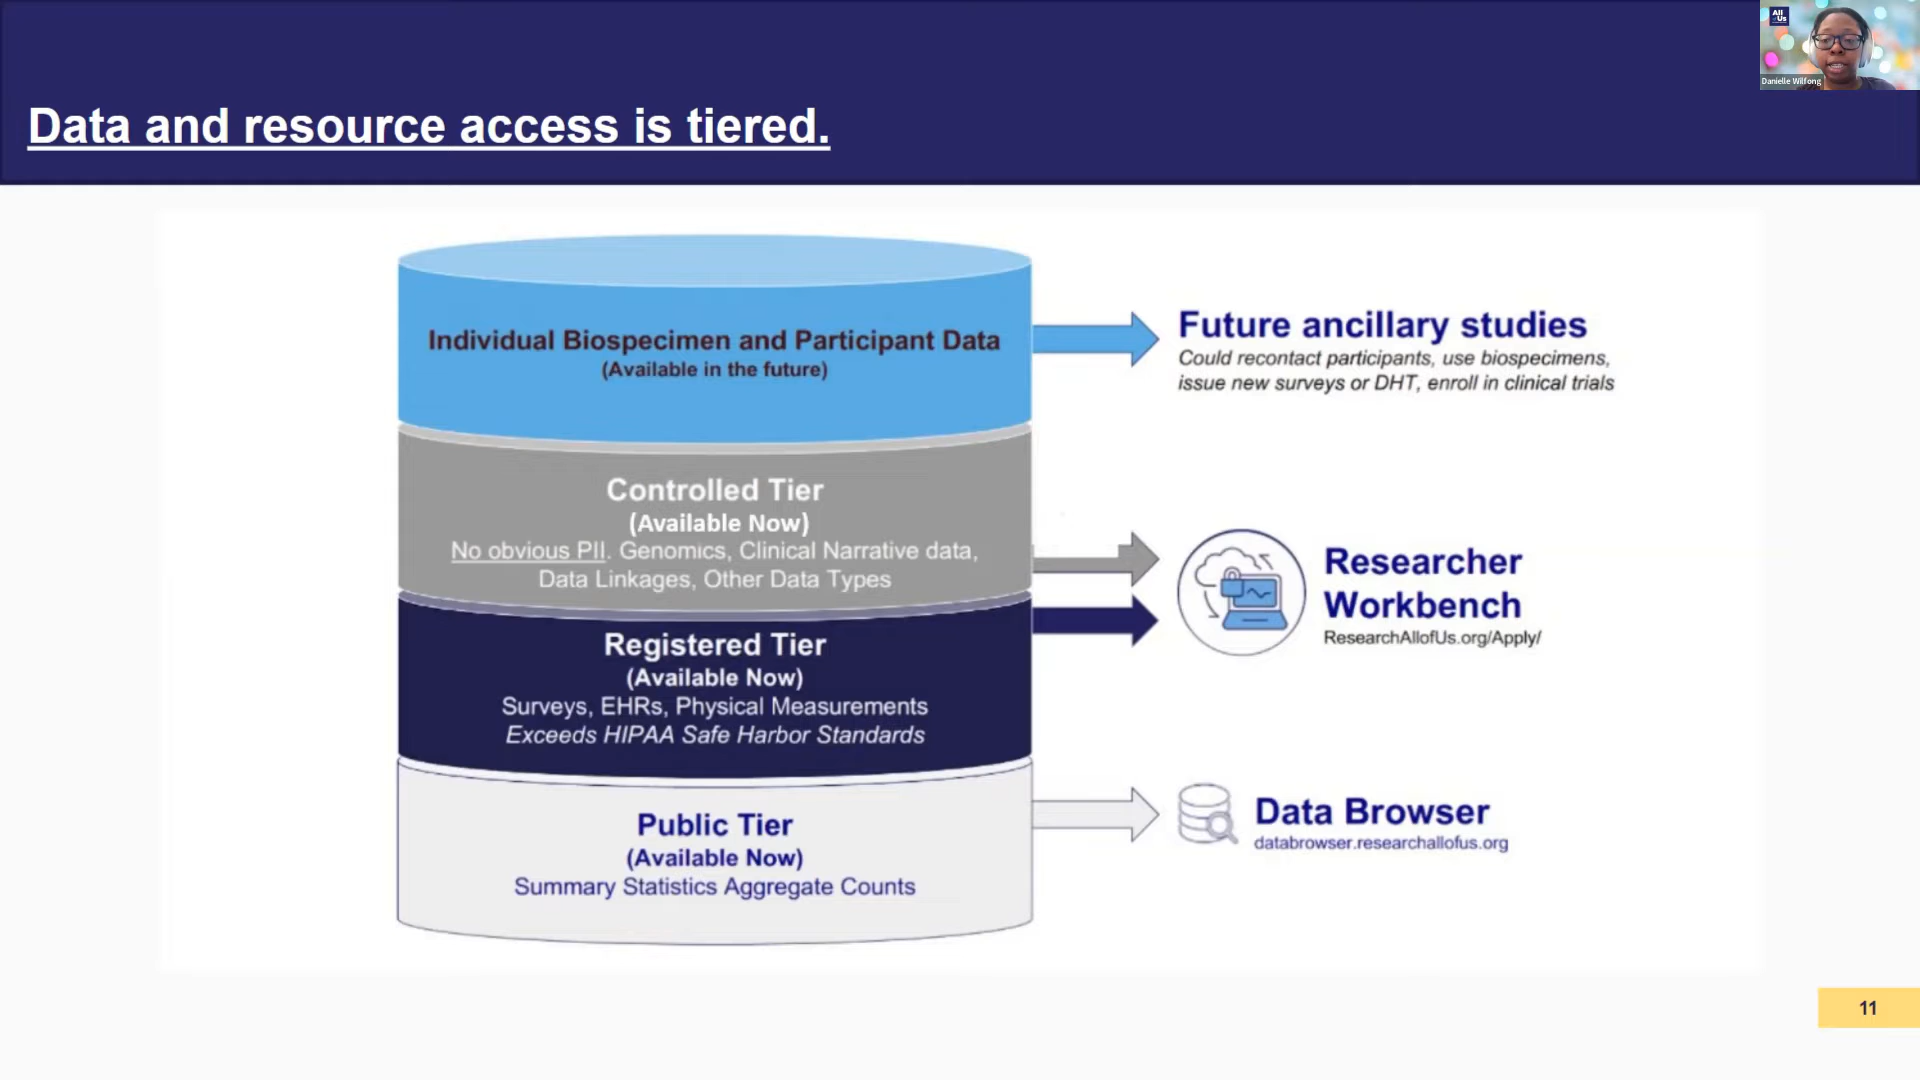 All
of
Us
Danielle Wilfong
Data and resource access is tiered.
Individual Biospecimen and Participant Data
(Available in the future)
Future ancillary studies
Could recontact participants, use biospecimens,
issue new surveys or DHT, enroll in clinical trials
Controlled Tier
(Available Now)
No obvious PII. Genomics, Clinical Narrative data,
Data Linkages, Other Data Types
Researcher
Workbench
ResearchAllofUs.org/Apply/
Registered Tier
(Available Now)
Surveys, EHRs, Physical Measurements
Exceeds HIPAA Safe Harbor Standards
Public Tier
(Available Now)
Summary Statistics Aggregate Counts
Data Browser
databrowser.researchallofus.org
11